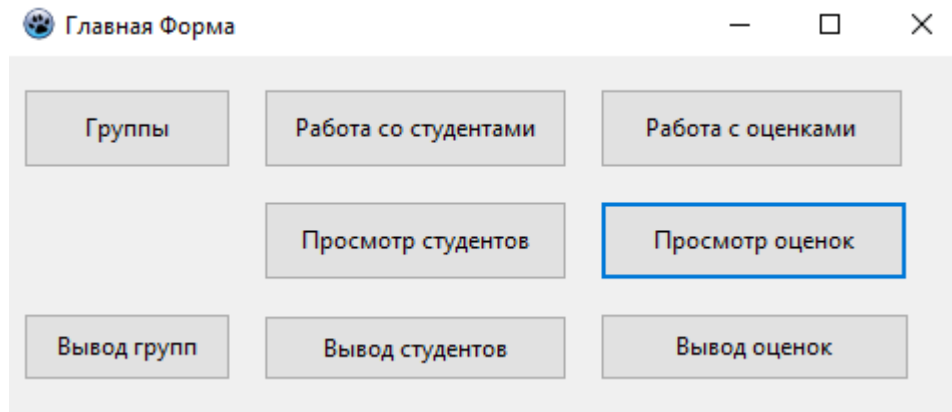 Главная Форма
Группы
Работа со студентами
Работа с оценками
Просмотр студентов
Просмотр оценок
Вывод групп
Вывод студентов
Вывод оценок